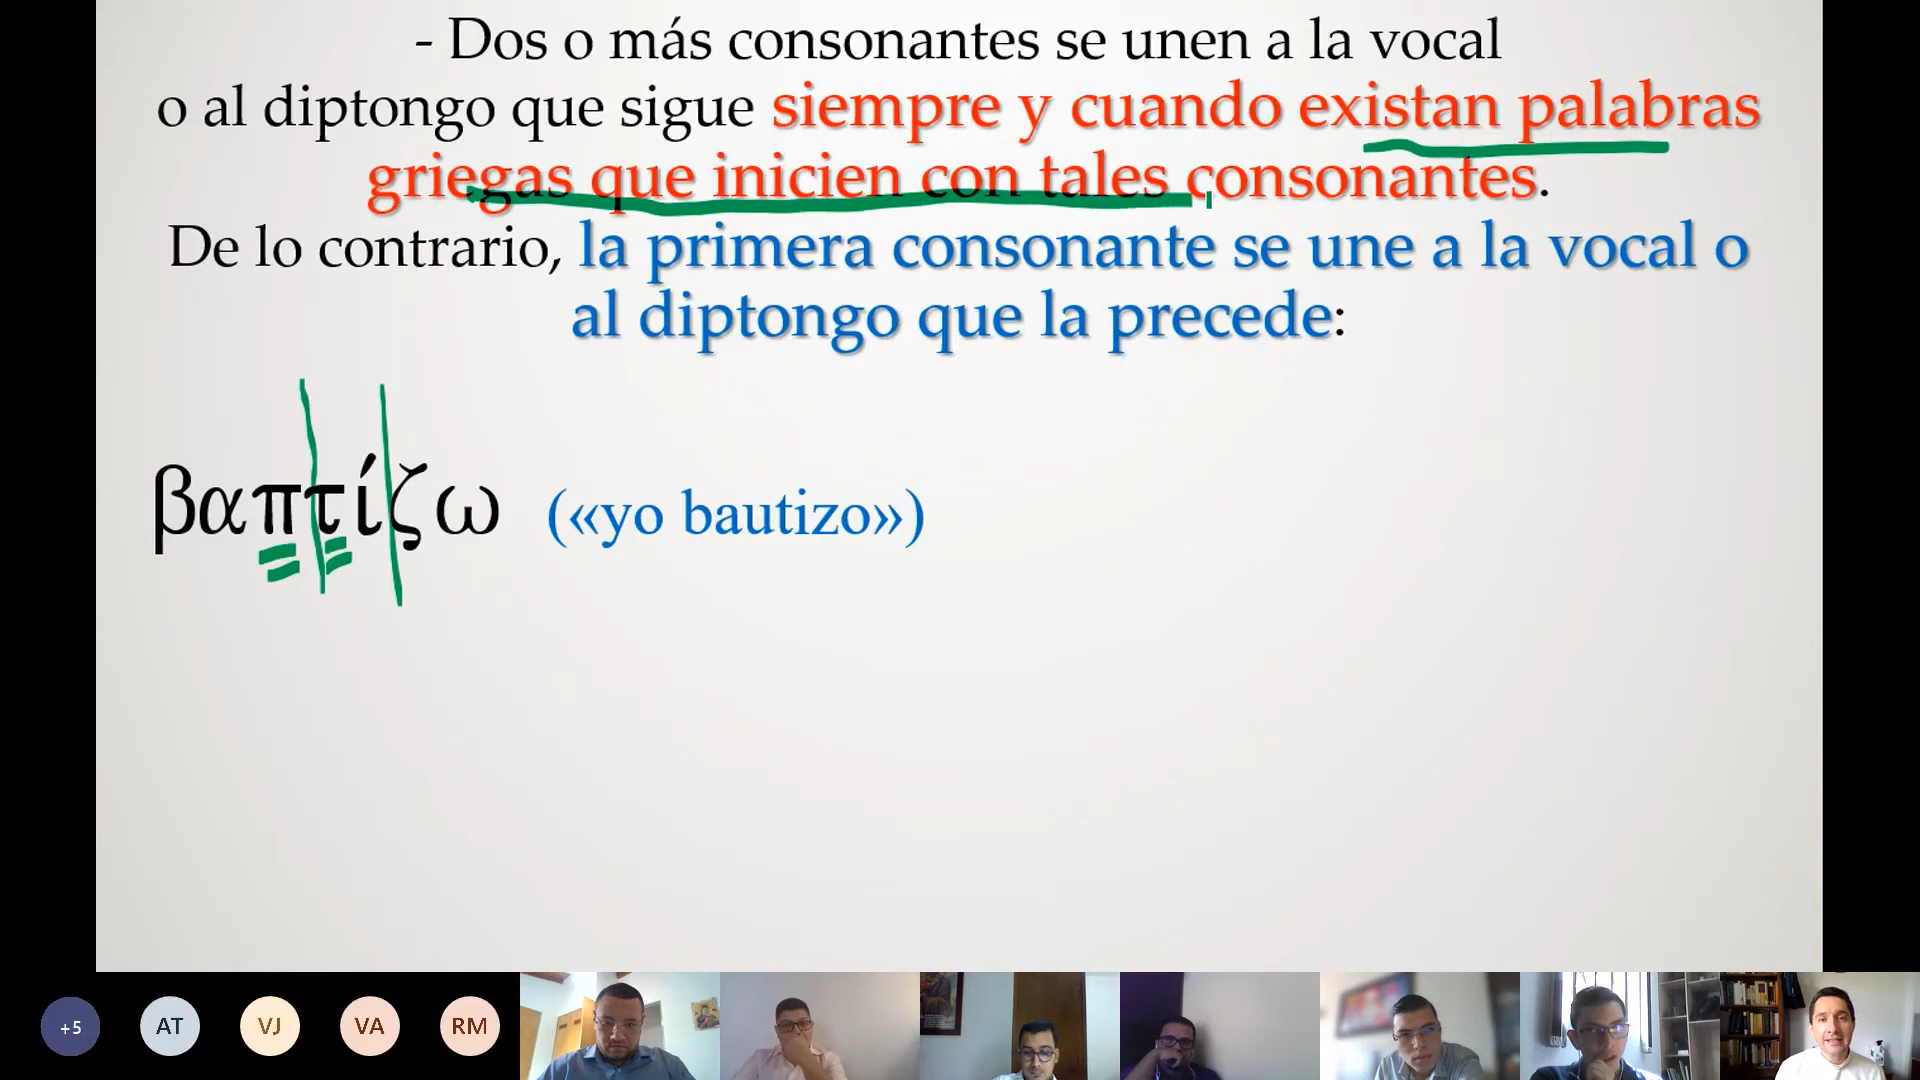 - Dos o más consonantes se unen a la vocal
o al diptongo que sigue siempre y cuando existan palabras
griegas que inicien con tales consonantes.
De lo contrario, la primera consonante se une a la vocal o
al diptongo que la precede:
βαπτίζω («yo bautizo»)
+5 AT VJ VA RM